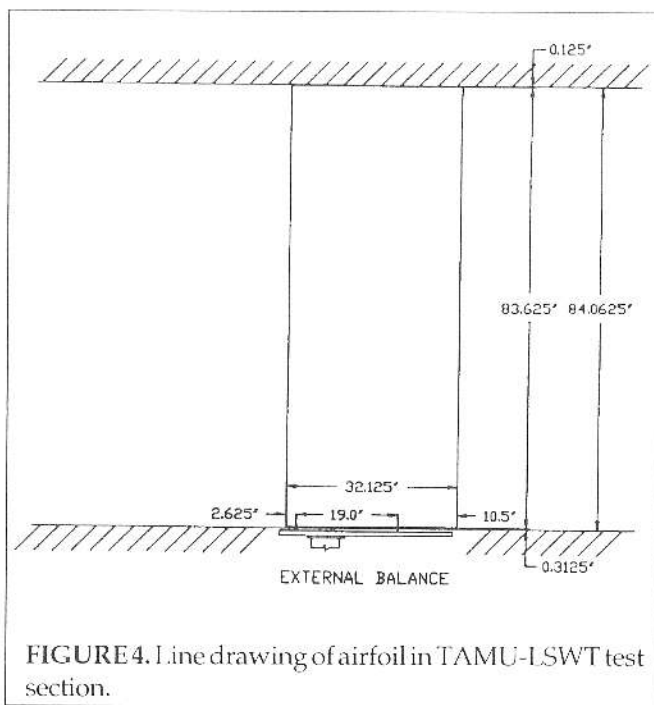 0.125"
83.625" 84.0625"
32.125"
2.625" 19.0" 10.5"
0.3125"
EXTERNAL BALANCE
FIGURE 4. Line drawing of airfoil in TAMU-LSWT test
section.